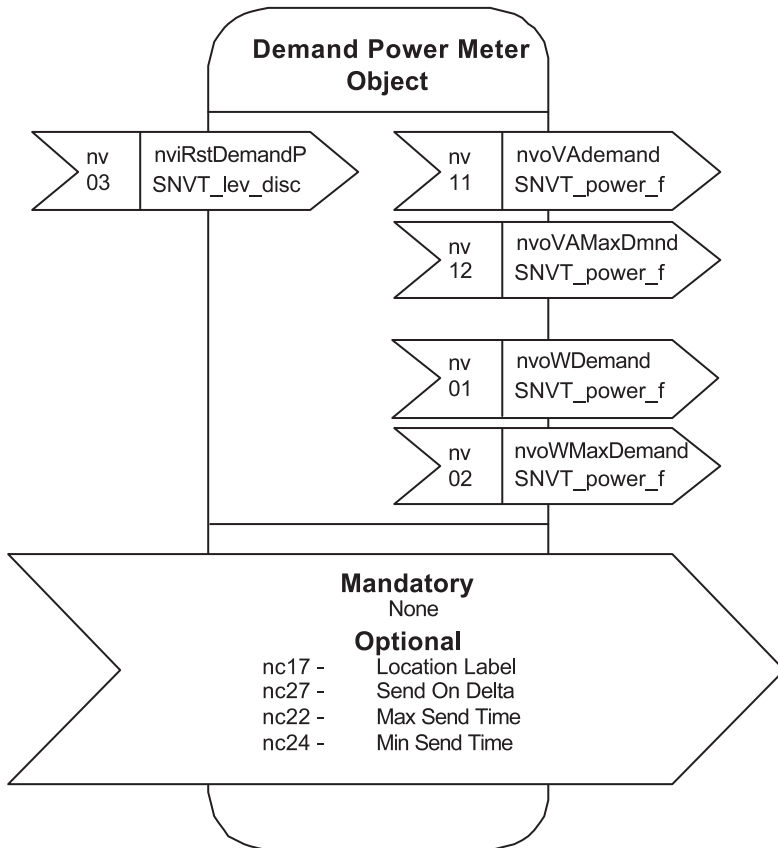 Demand Power Meter
Object
nv
03
nviRstDemandP
SNVT_lev_disc
nv
11
nvoVAdemand
SNVT_power_f
nv
12
nvoVAMaxDmnd
SNVT_power_f
nv
01
nvoWDemand
SNVT_power_f
nv
02
nvoWMaxDemand
SNVT_power_f
Mandatory
None
Optional
nc17 - Location Label
nc27 - Send On Delta
nc22 - Max Send Time
nc24 - Min Send Time